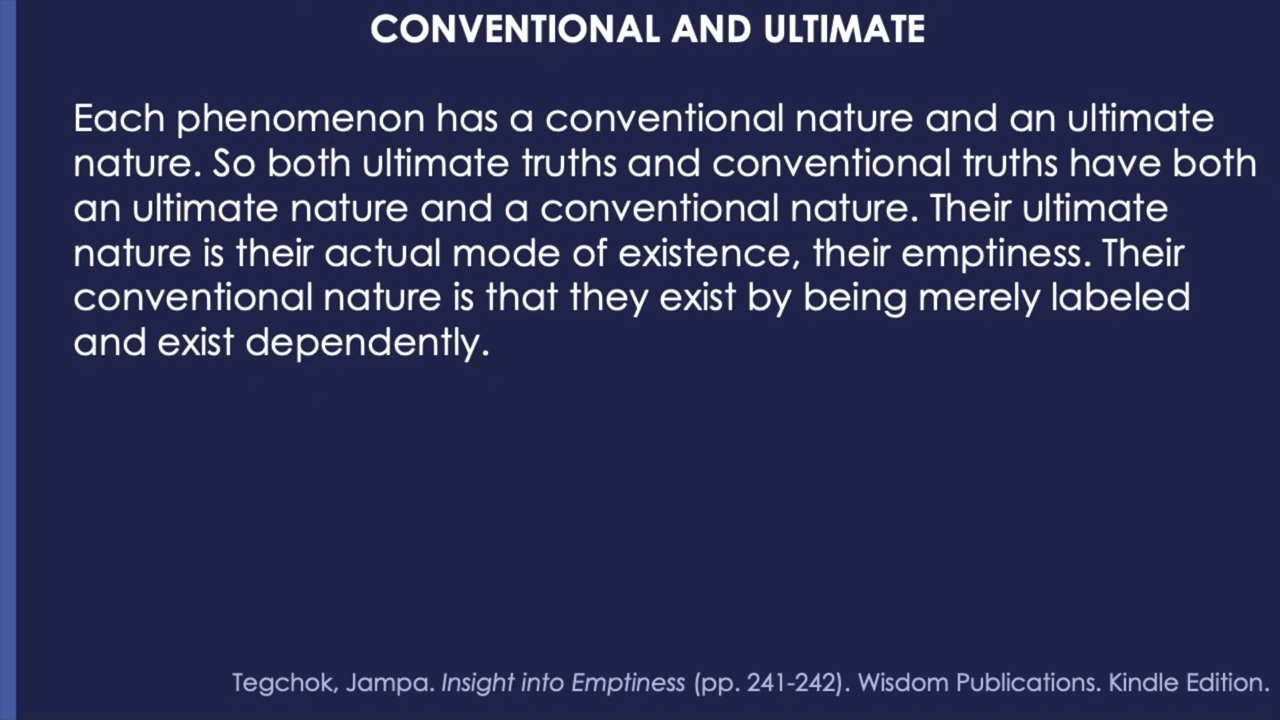 CONVENTIONAL AND ULTIMATE
Each phenomenon has a conventional nature and an ultimate
nature. So both ultimate truths and conventional truths have both
an ultimate nature and a conventional nature. Their ultimate
nature is their actual mode of existence, their emptiness. Their
conventional nature is that they exist by being merely labeled
and exist dependently.
Tegchok, Jampa. Insight into Emptiness (pp. 241-242). Wisdom Publications. Kindle Edition.